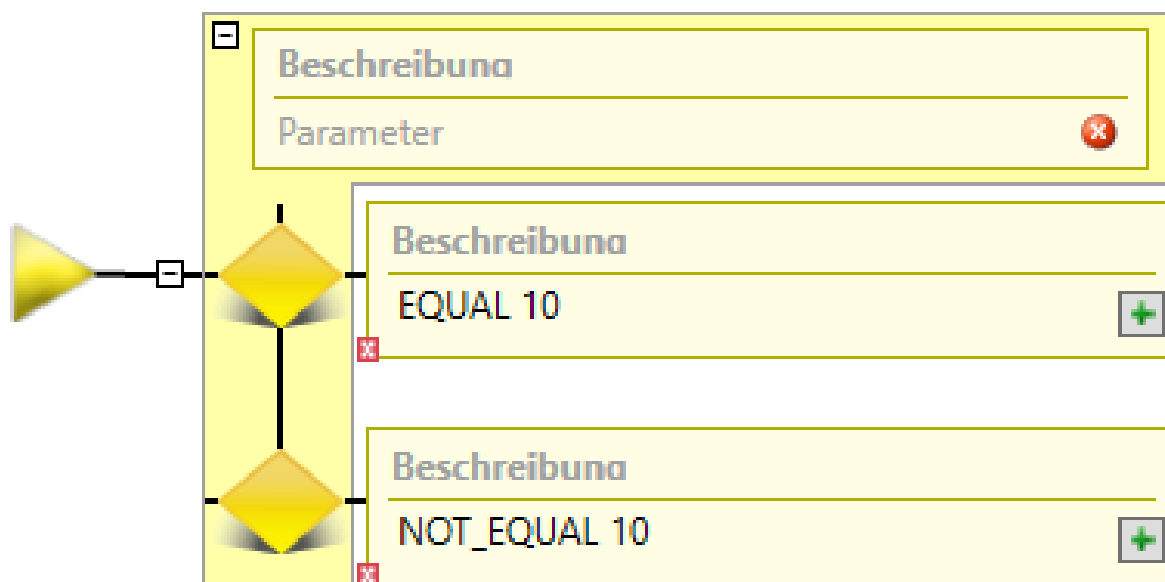 Beschreibung
Parameter
Beschreibung
EQUAL 10
Beschreibung
NOT_EQUAL 10